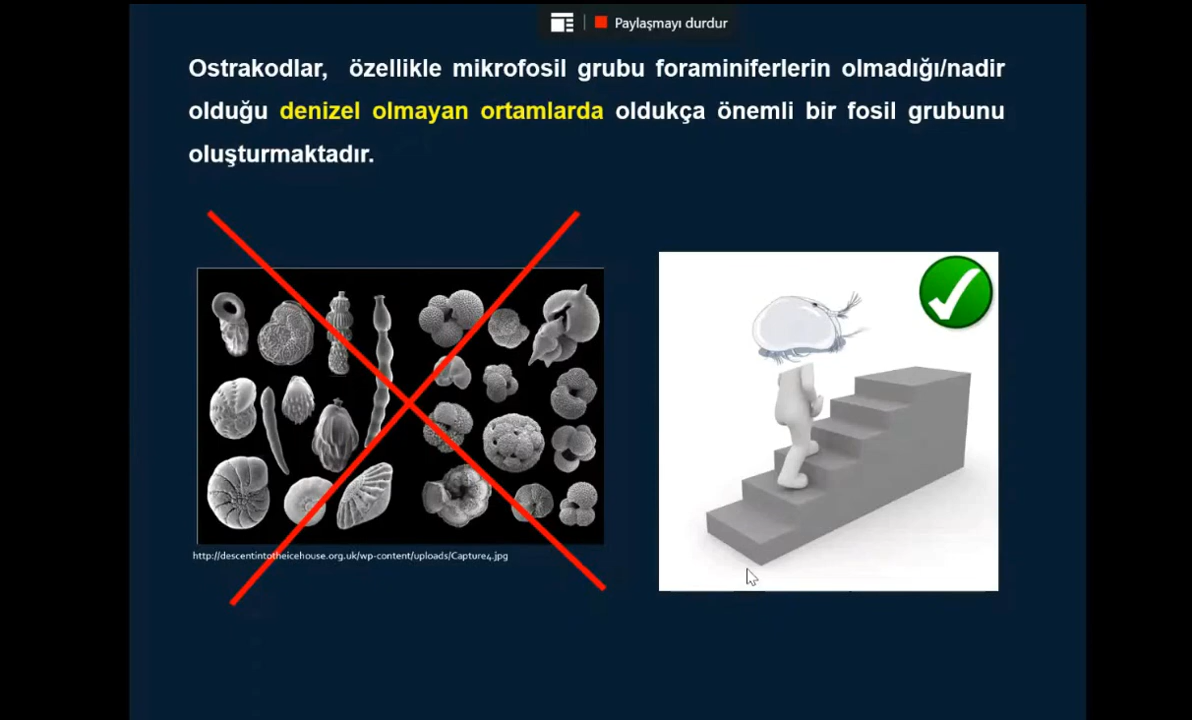 Paylaşmayı durdur
Ostrakodlar, özellikle mikrofosil grubu foraminiferlerin olmadığı/nadir
olduğu denizel olmayan ortamlarda oldukça önemli bir fosil grubunu
oluşturmaktadır.
http://descentintotheicehouse.org.uk/wp-content/uploads/Capture4.jpg